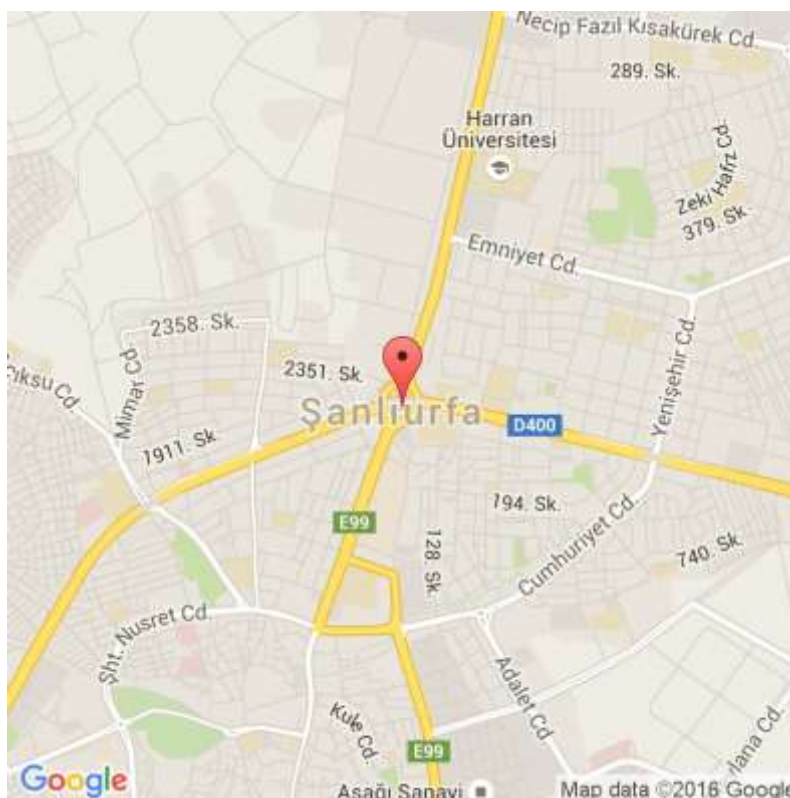 Necip Fazıl Kısakürek Cd.
289. Sk.
Harran
Üniversitesi
Zeki Hafız Cd.
379. Sk.
Emniyet Cd.
2358. Sk.
Yenişehir Cd.
2351. Sk.
Mimar Cd
Şanlıurfa
D400
1911. Sk
194. Sk.
E99
128. Sk.
Cumhuriyet Cd.
740. Sk.
Şht. Nusret Cd.
Adalet Cd
Kule Cd.
E99
Aşağı Sanayi
Google
Map data ©2016 Google